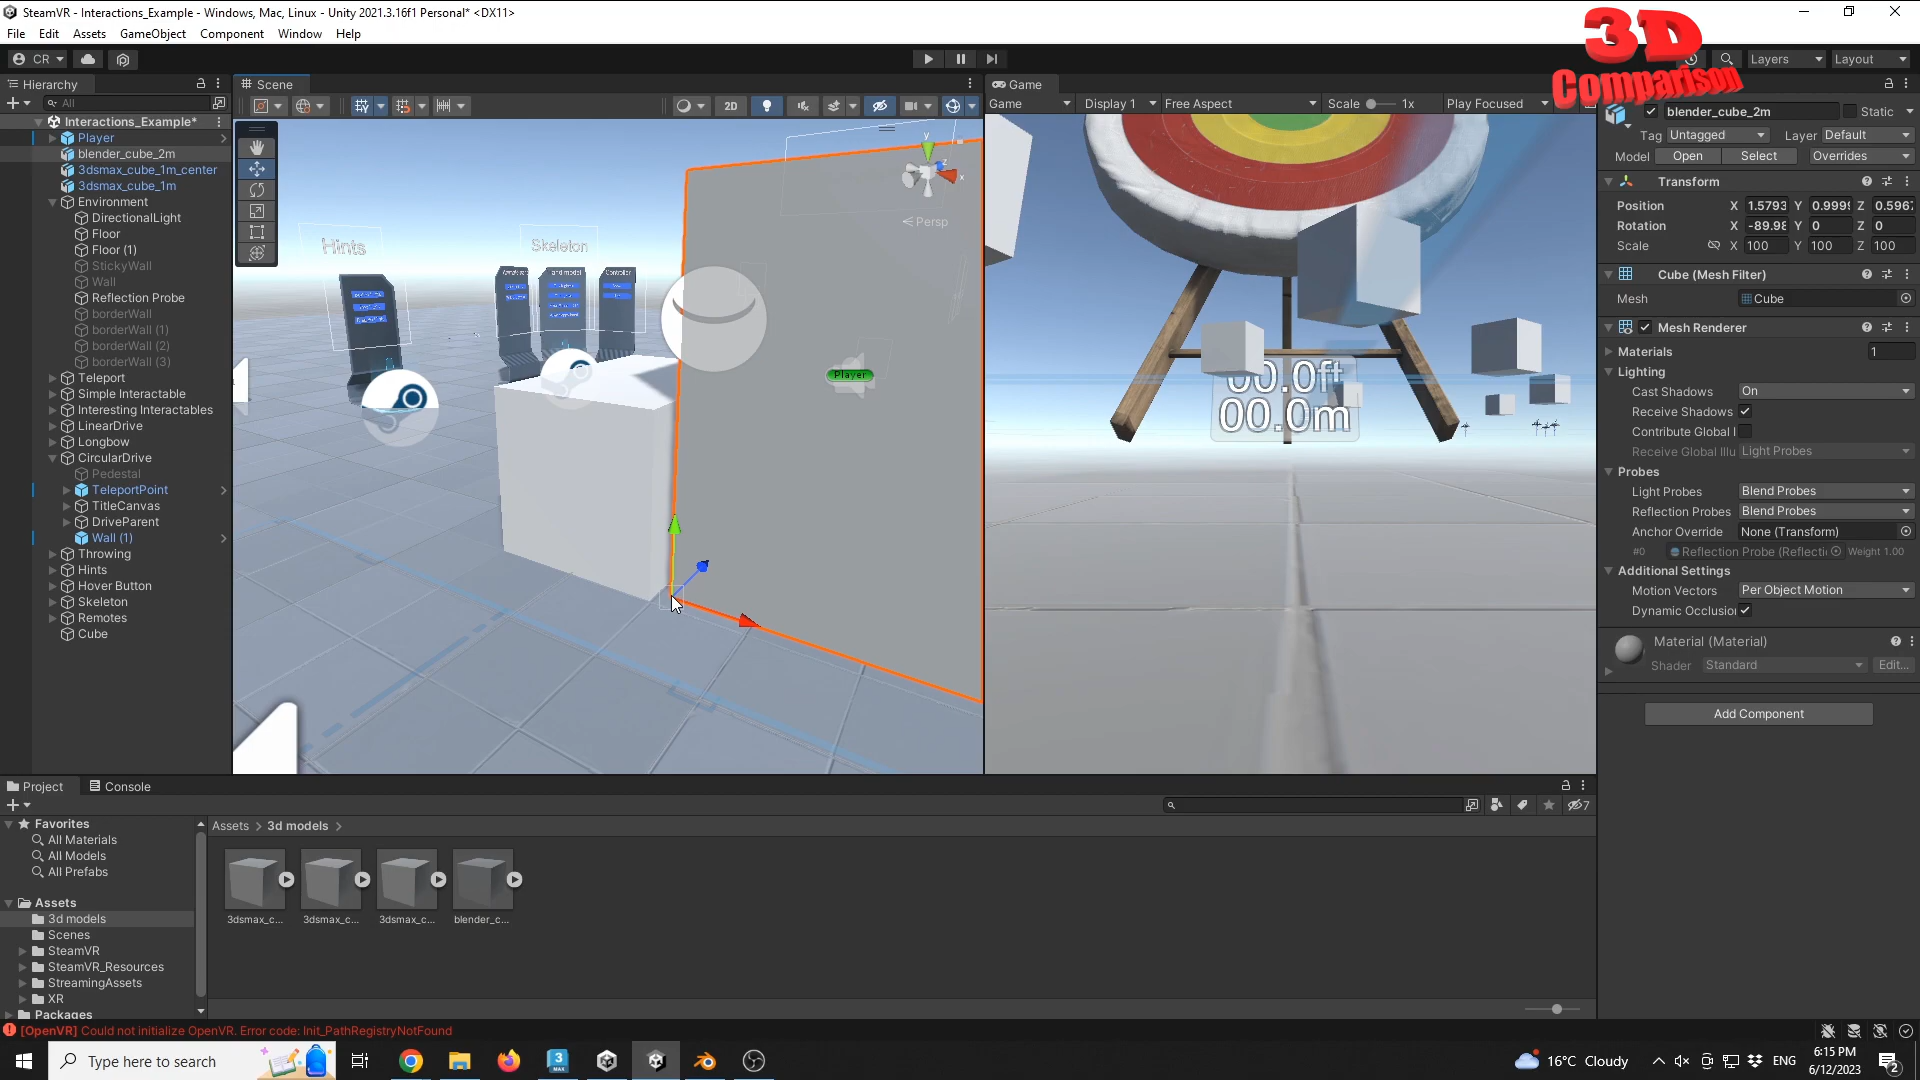 SteamVR - Interactions_Example - Windows, Mac, Linux - Unity 2021.3.16f1 Personal* <DX11>
File Edit Assets GameObject Component Window Help
3D
Comparison
CR
Layers
Layout
Hierarchy
All
Interactions_Example*
Player
blender_cube_2m
3dsmax_cube_1m_center
3dsmax_cube_1m
Environment
DirectionalLight
Floor
Floor (1)
StickyWall
Wall
Reflection Probe
borderWall
borderWall (1)
borderWall (2)
borderWall (3)
Teleport
Simple Interactable
Interesting Interactables
LinearDrive
Longbow
CircularDrive
Pedestal
TeleportPoint
TitleCanvas
DriveParent
Wall (1)
Throwing
Hints
Hover Button
Skeleton
Remotes
Cube
Scene
2D
Hints
Skeleton
Controller
y
z
x
Persp
Player
Game
Game Display 1 Free Aspect Scale 1x Play Focused
00.0ft
00.0m
blender_cube_2m Static
Tag Untagged Layer Default
Model Open Select Overrides
Transform
Position X 1.5793 Y 0.9999 Z 0.5967
Rotation X -89.98 Y 0 Z 0
Scale X 100 Y 100 Z 100
Cube (Mesh Filter)
Mesh Cube
Mesh Renderer
Materials 1
Lighting
Cast Shadows On
Receive Shadows
Contribute Global I
Receive Global Illu Light Probes
Probes
Light Probes Blend Probes
Reflection Probes Blend Probes
Anchor Override None (Transform)
#0 Reflection Probe (Reflecti Weight 1.00
Additional Settings
Motion Vectors Per Object Motion
Dynamic Occlusion
Material (Material)
Shader Standard Edit...
Add Component
Project Console
7
Favorites
All Materials
All Models
All Prefabs
Assets
3d models
Scenes
SteamVR
SteamVR_Resources
StreamingAssets
XR
Packages
Assets > 3d models >
3dsmax_c... 3dsmax_c... 3dsmax_c... blender_c...
[OpenVR] Could not initialize OpenVR. Error code: Init_PathRegistryNotFound
Type here to search
3
MAX
16°C Cloudy
ENG
6:15 PM
6/12/2023
2